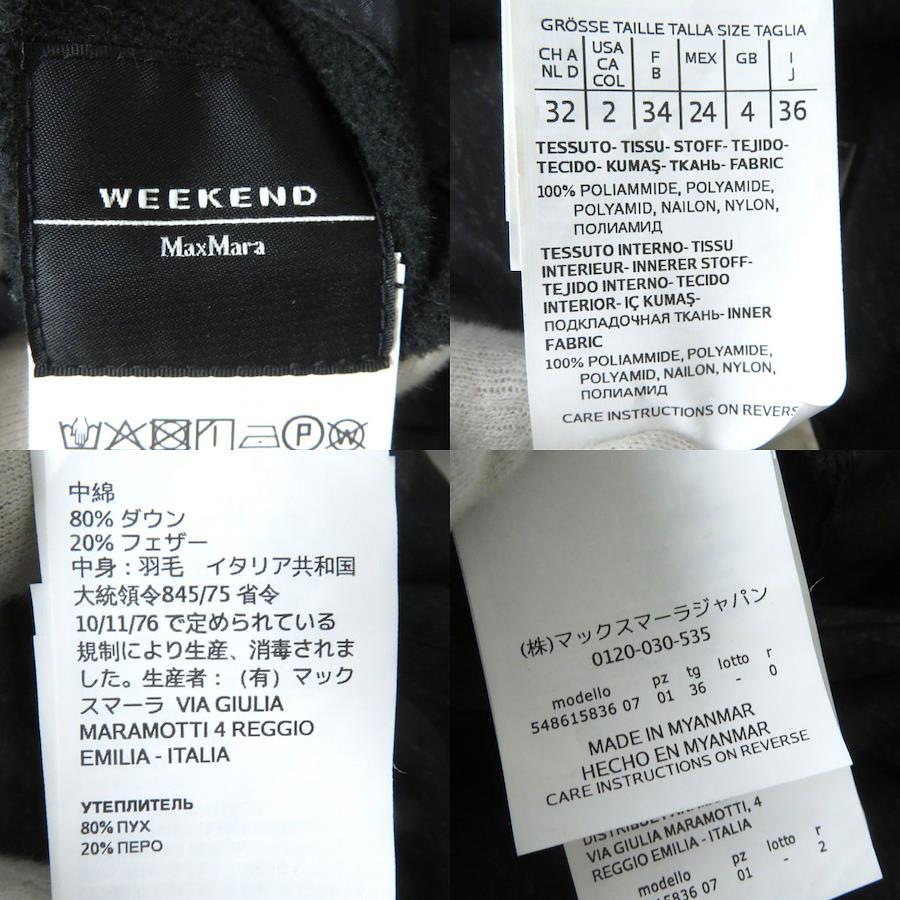 WEEKEND
MaxMara
P
W
GRÖSSE TAILLE TALLA SIZE TAGLIA
CH A NL D
USA CA COL
F B
MEX
GB
I J
32 2 34 24 4 36
TESSUTO- TISSU- STOFF- TEJIDO-
TECIDO- KUMAŞ- ТКАНЬ- FABRIC
100% POLIAMMIDE, POLYAMIDE,
POLYAMID, NAILON, NYLON,
ПОЛИАМИД
TESSUTO INTERNO- TISSU
INTERIEUR- INNERER STOFF-
TEJIDO INTERNO- TECIDO
INTERIOR- IÇ KUMAŞ-
ПОДКЛАДОЧНАЯ ТКАНЬ- INNER
FABRIC
100% POLIAMMIDE, POLYAMIDE,
POLYAMID, NAILON, NYLON,
ПОЛИАМИД
CARE INSTRUCTIONS ON REVERS
中綿
80% ダウン
20% フェザー
中身：羽毛　イタリア共和国
大統領令845/75 省令
10/11/76 で定められている
規制により生産、消毒されま
した。生産者：（有）マック
スマーラ VIA GIULIA
MARAMOTTI 4 REGGIO
EMILIA - ITALIA
УТЕПЛИТЕЛЬ
80% ПУХ
20% ПЕРО
(株)マックスマーラジャパン
0120-030-535
modello pz tg lotto r
548615836 07 01 36 - 0
MADE IN MYANMAR
HECHO EN MYANMAR
CARE INSTRUCTIONS ON REVERSE
VIA GIULIA MARAMOTTI, 4
REGGIO EMILIA - ITALIA
modello pz lotto r
5836 07 01 - 2